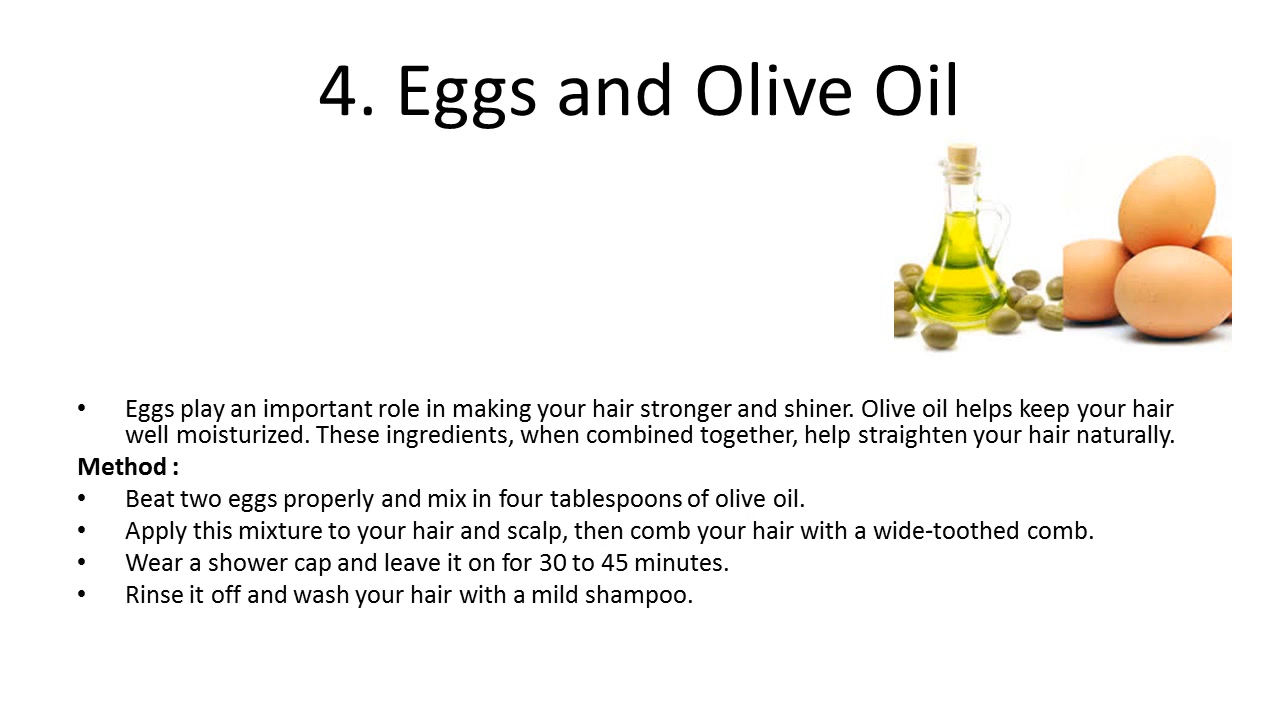 4. Eggs and Olive Oil
• Eggs play an important role in making your hair stronger and shiner. Olive oil helps keep your hair
well moisturized. These ingredients, when combined together, help straighten your hair naturally.
Method :
• Beat two eggs properly and mix in four tablespoons of olive oil.
• Apply this mixture to your hair and scalp, then comb your hair with a wide-toothed comb.
• Wear a shower cap and leave it on for 30 to 45 minutes.
• Rinse it off and wash your hair with a mild shampoo.